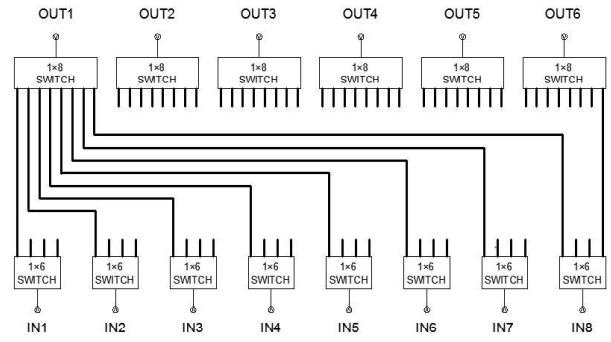 OUT1 OUT2 OUT3 OUT4 OUT5 OUT6
1×8 1×8 1×8 1×8 1×8 1×8
SWITCH SWITCH SWITCH SWITCH SWITCH SWITCH
1×6 1×6 1×6 1×6 1×6 1×6 1×6 1×6
SWITCH SWITCH SWITCH SWITCH SWITCH SWITCH SWITCH SWITCH
IN1 IN2 IN3 IN4 IN5 IN6 IN7 IN8